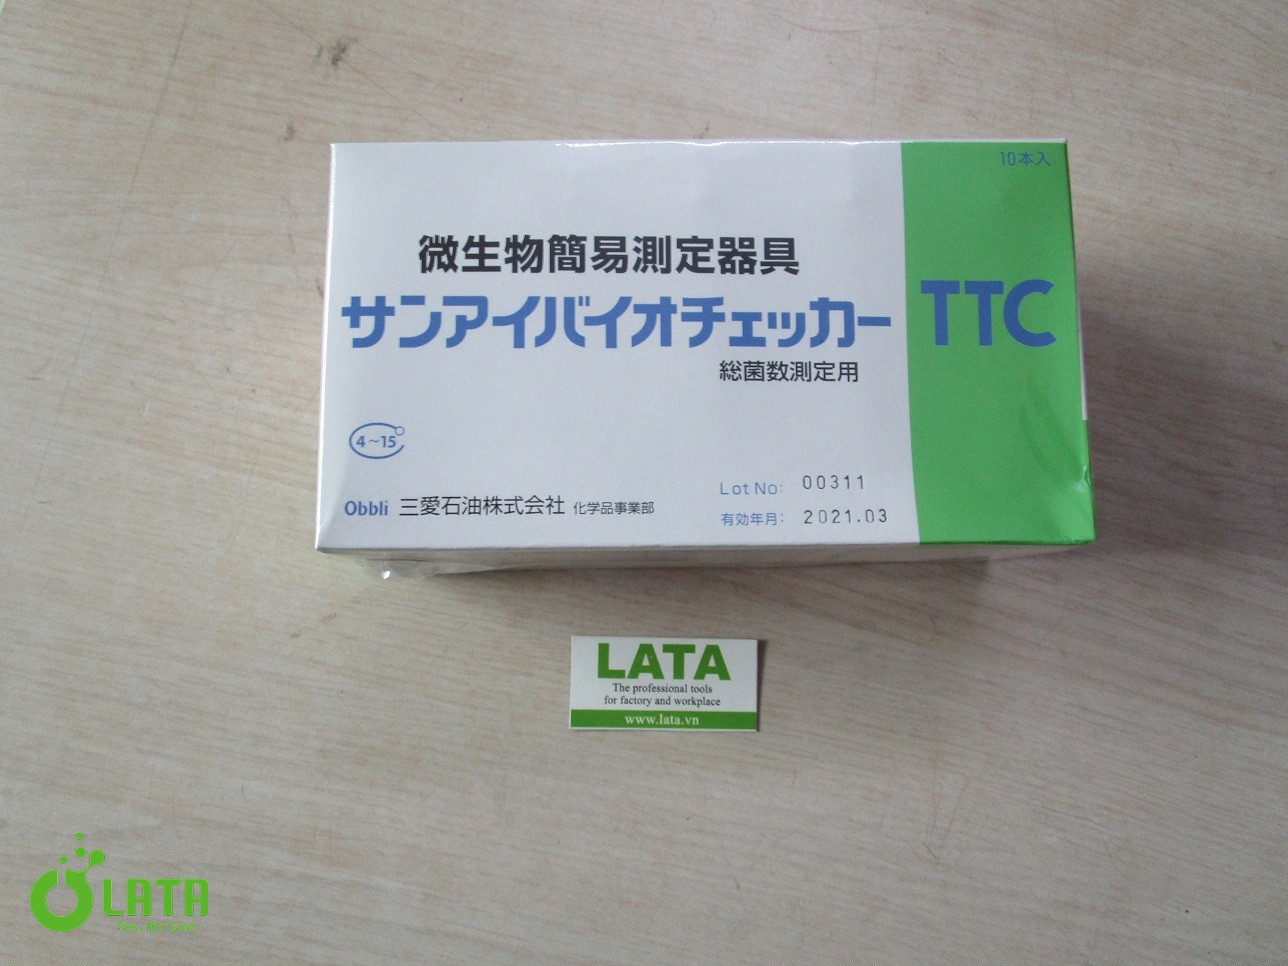 10本入
微生物簡易測定器具
サンアイバイオチェッカー TTC
総菌数測定用
4~15
Lot No: 00311
Obbli 三愛石油株式会社 化学品事業部
有効年月: 2021.03
LATA
The professional tools
for factory and workplace
www.lata.vn
LATA
Yes, We Can!